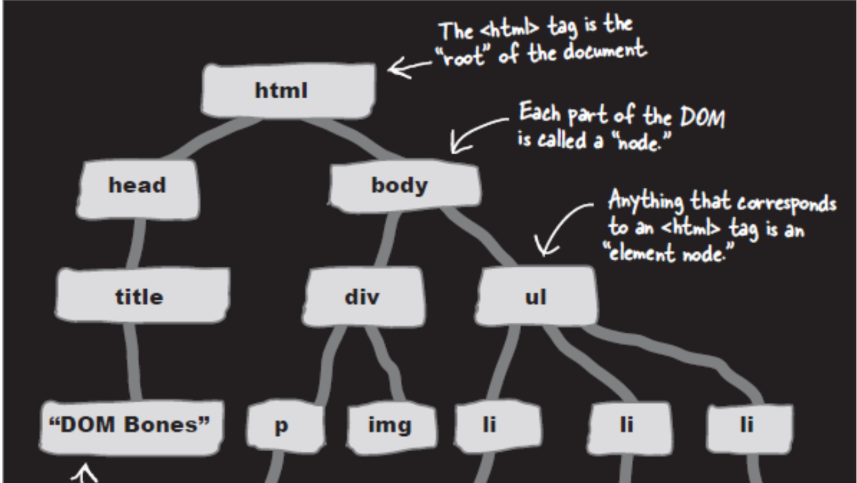 The <html> tag is the
"root" of the document
html
Each part of the DOM
is called a "node."
head
body
Anything that corresponds
to an <html> tag is an
"element node."
title
div
ul
"DOM Bones"
p
img
li
li
li